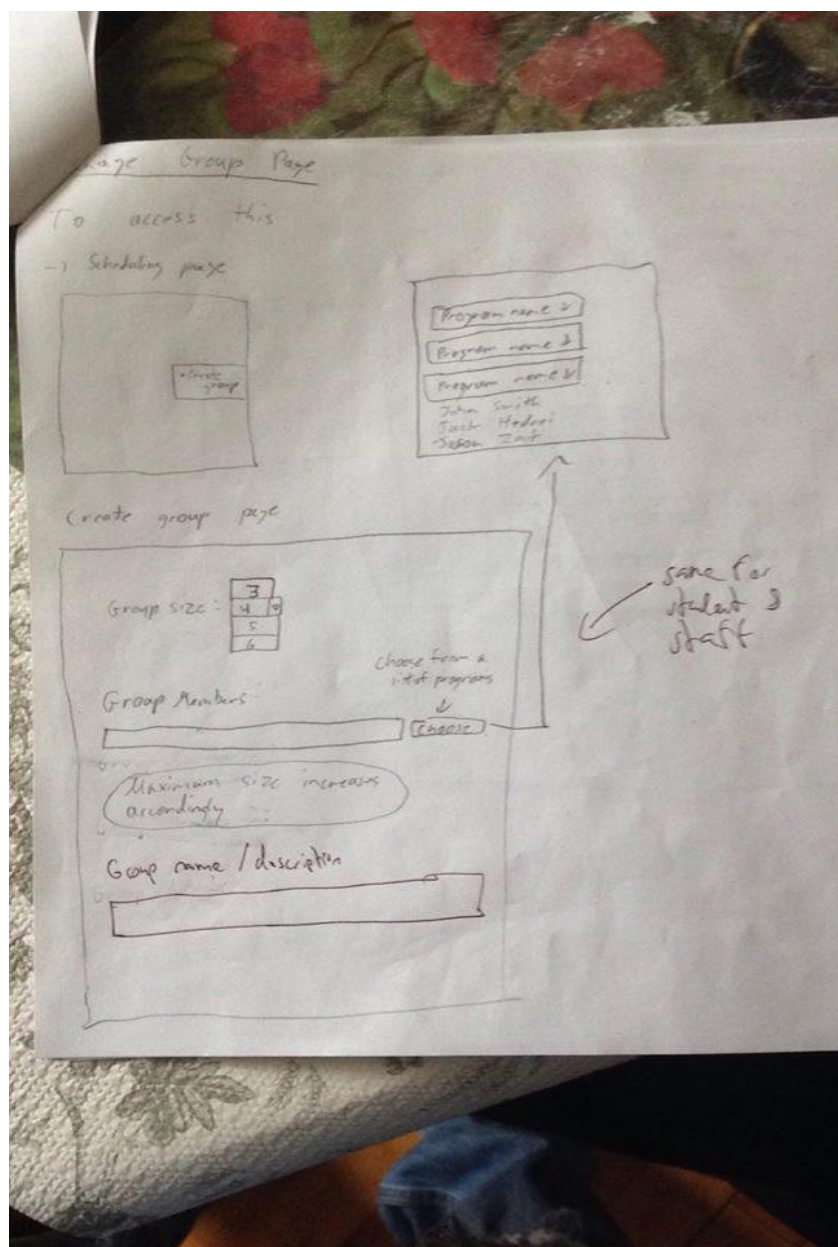 Group Page
To access this
→ Scheduling page
• Create
group
Program name ↓
Program name ↓
Program name ↓
John Smith
Jack
Jason
Create group page
Group size:
3
4
5
6
choose from a
list of programs
Group Members
choose
Maximum size increases
accordingly
Group name / description
same for
student &
staff